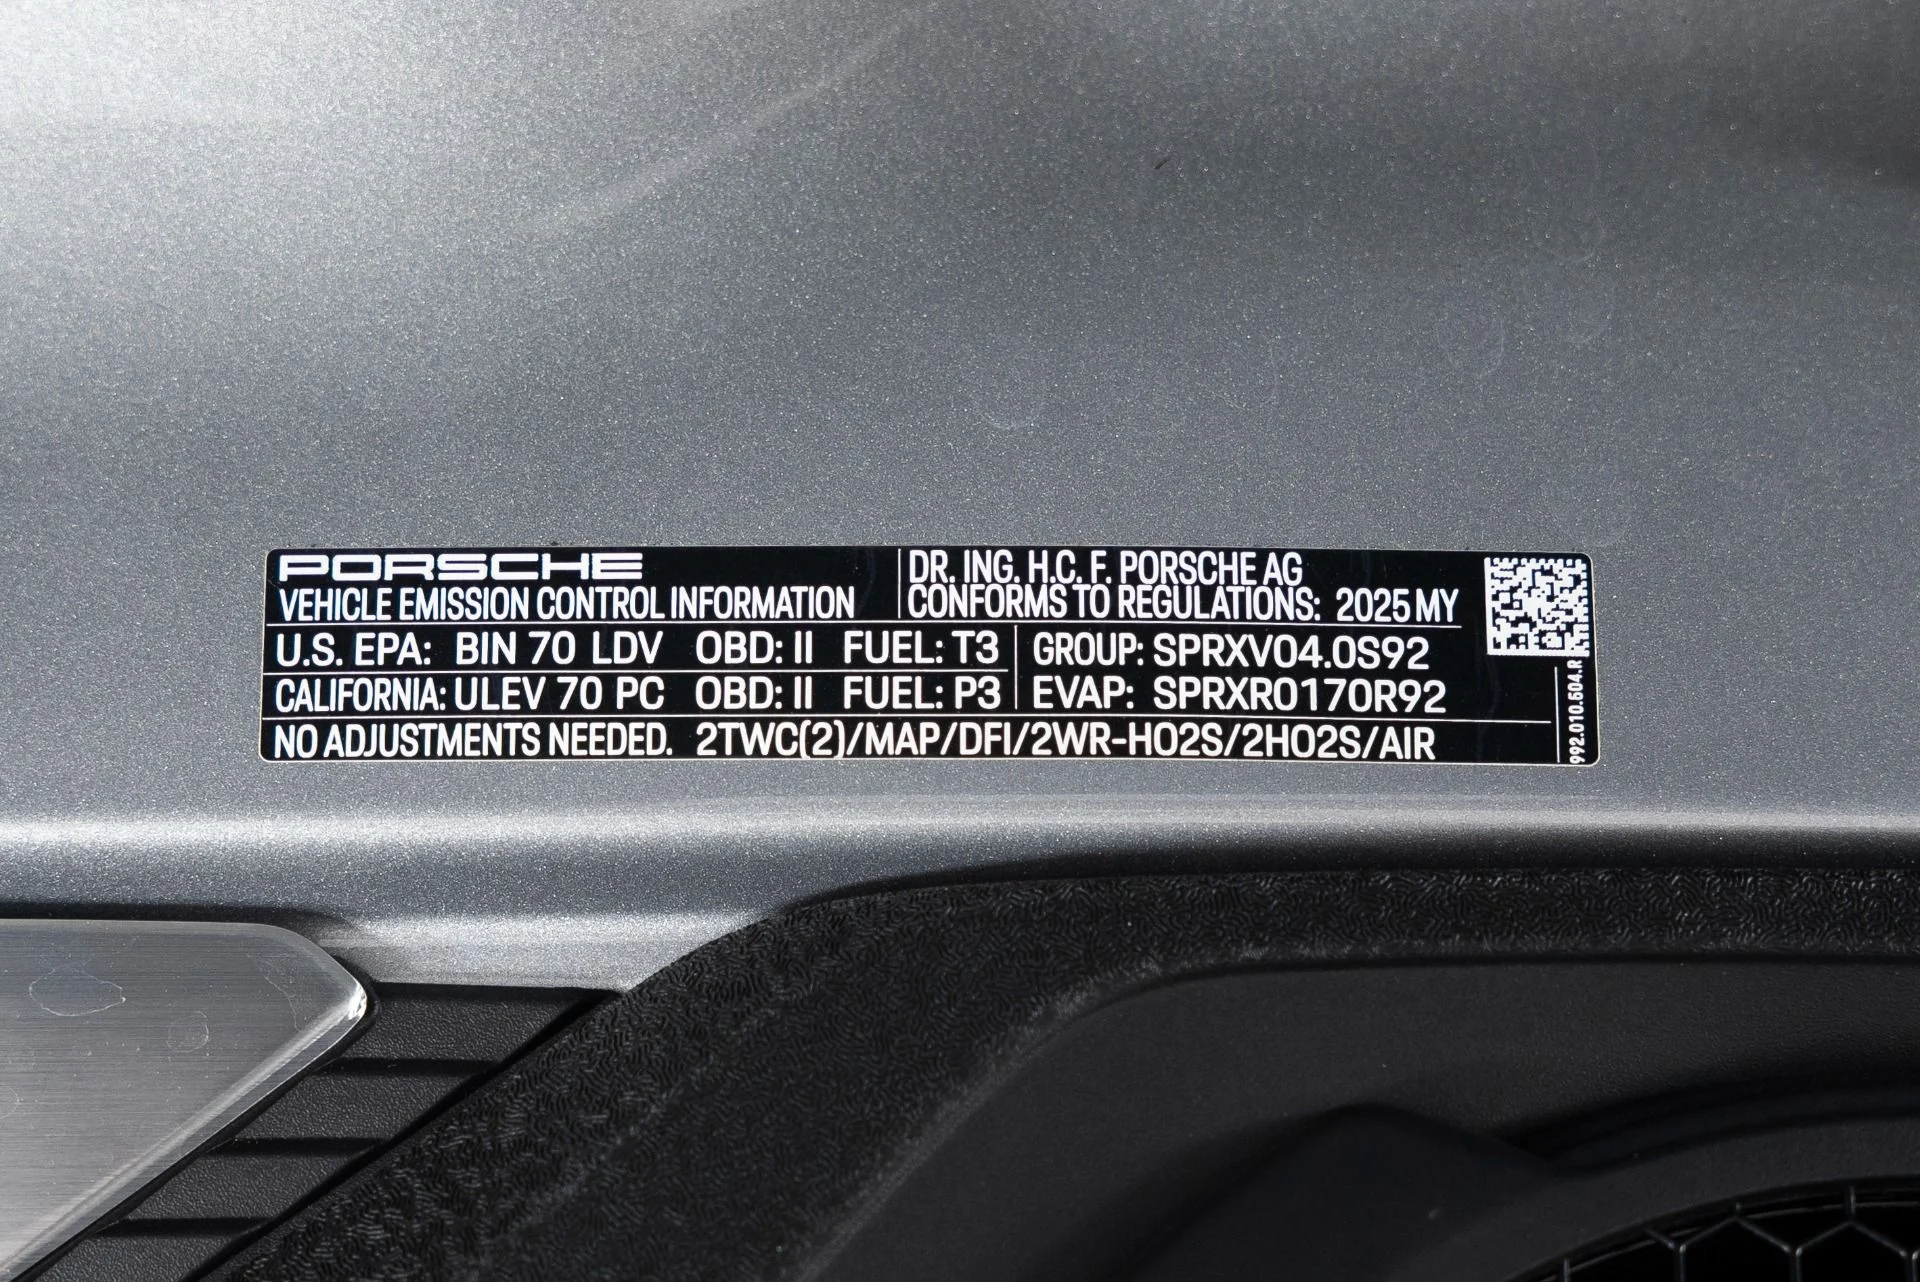 PORSCHE
VEHICLE EMISSION CONTROL INFORMATION
DR. ING. H.C. F. PORSCHE AG
CONFORMS TO REGULATIONS: 2025 MY
U.S. EPA: BIN 70 LDV OBD: II FUEL: T3
CALIFORNIA: ULEV 70 PC OBD: II FUEL: P3
GROUP: SPRXV04.0S92
EVAP: SPRXR0170R92
NO ADJUSTMENTS NEEDED. 2TWC(2)/MAP/DFI/2WR-HO2S/2HO2S/AIR
992.010.604.R